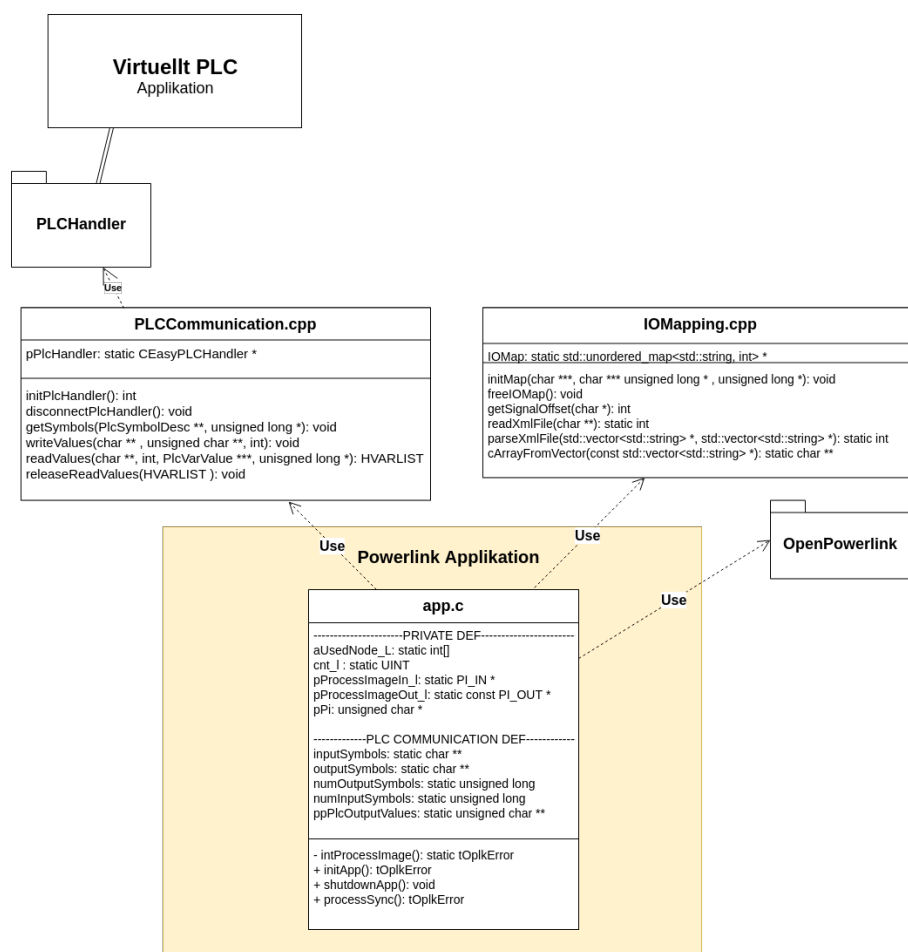 Virtuellt PLC
Applikation
PLCHandler
Use
PLCCommunication.cpp
pPlcHandler: static CEasyPLCHandler *
initPlcHandler(): int
disconnectPlcHandler(): void
getSymbols(PlcSymbolDesc **, unsigned long *): void
writeValues(char ** , unsigned char **, int): void
readValues(char **, int, PlcVarValue ***, unisgned long *): HVARLIST
releaseReadValues(HVARLIST ): void
IOMapping.cpp
IOMap: static std::unordered_map<std::string, int> *
initMap(char ***, char *** unsigned long * , unsigned long *): void
freeIOMap(): void
getSignalOffset(char *): int
readXmlFile(char **): static int
parseXmlFile(std::vector<std::string> *, std::vector<std::string> *): static int
cArrayFromVector(const std::vector<std::string> *): static char **
OpenPowerlink
Use
Use
Use
Powerlink Applikation
app.c
----------------------PRIVATE DEF-----------------------
aUsedNode_L: static int[]
cnt_l : static UINT
pProcessImageIn_l: static PI_IN *
pProcessImageOut_l: static const PI_OUT *
pPi: unsigned char *
-------------PLC COMMUNICATION DEF------------
inputSymbols: static char **
outputSymbols: static char **
numOutputSymbols: static unsigned long
numInputSymbols: static unsigned long
ppPlcOutputValues: static unsigned char **
- intProcessImage(): static tOplkError
+ initApp(): tOplkError
+ shutdownApp(): void
+ processSync(): tOplkError